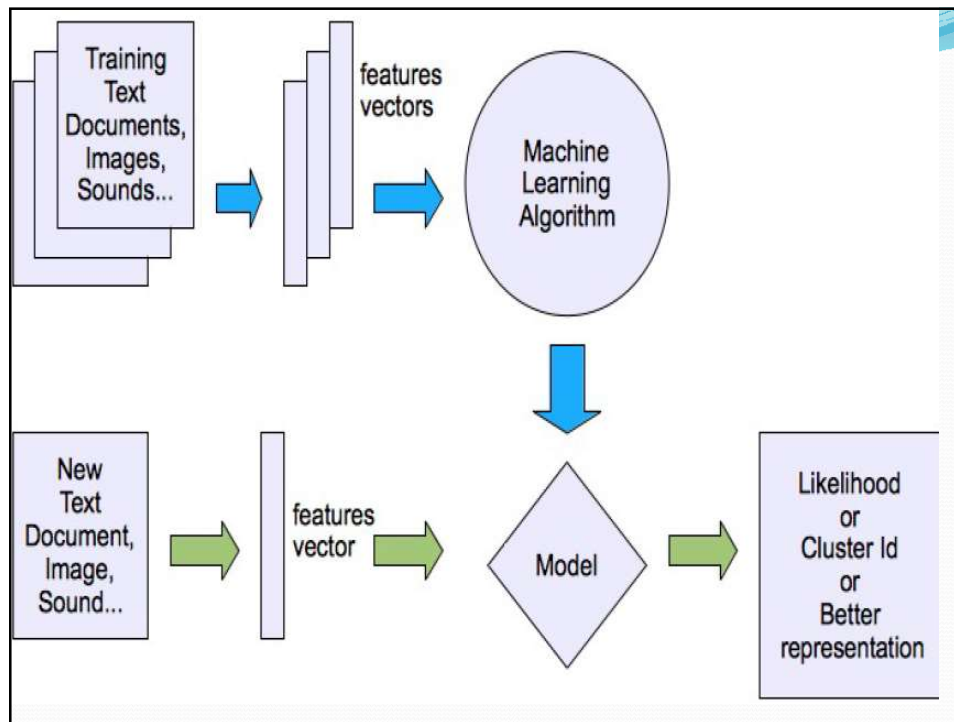 Training
Text
Documents,
Images,
Sounds...
features
vectors
Machine
Learning
Algorithm
New
Text
Document,
Image,
Sound...
features
vector
Model
Likelihood
or
Cluster Id
or
Better
representation